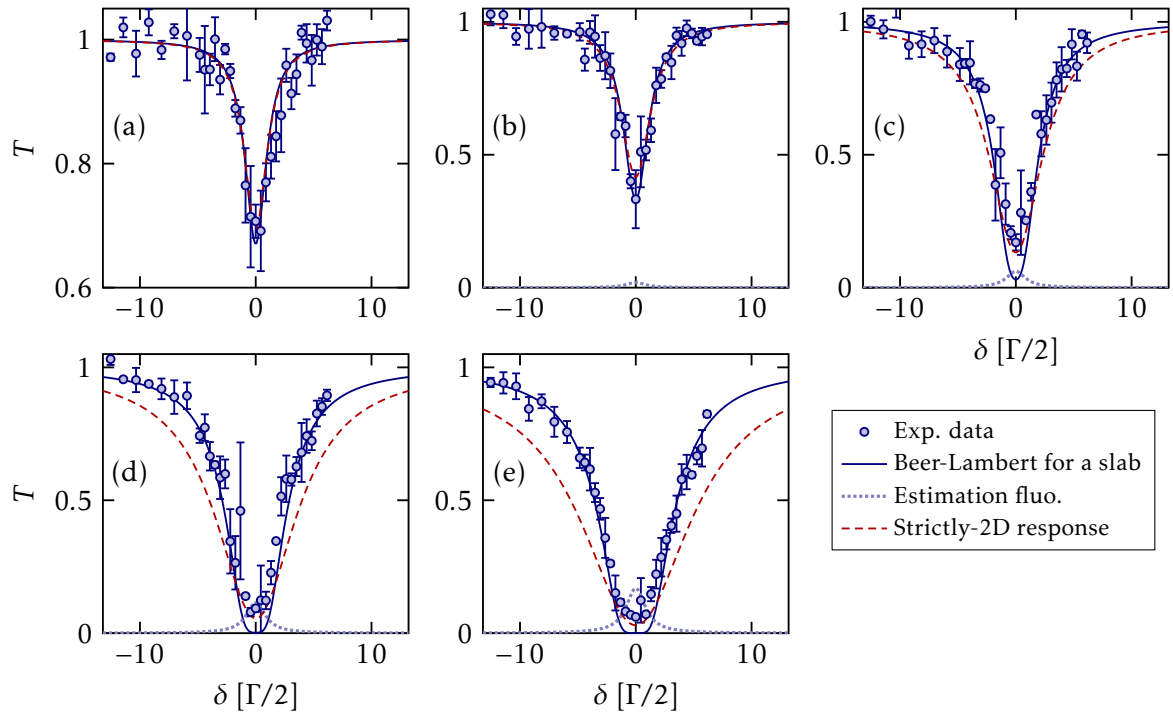 T
1
0.8
0.6
−10
0
10
(a)
1
0.5
0
−10
0
10
(b)
1
0.5
0
−10
0
10
(c)
δ [Γ/2]
T
1
0.5
0
−10
0
10
(d)
δ [Γ/2]
1
0.5
0
−10
0
10
(e)
δ [Γ/2]
Exp. data
Beer-Lambert for a slab
Estimation fluo.
Strictly-2D response